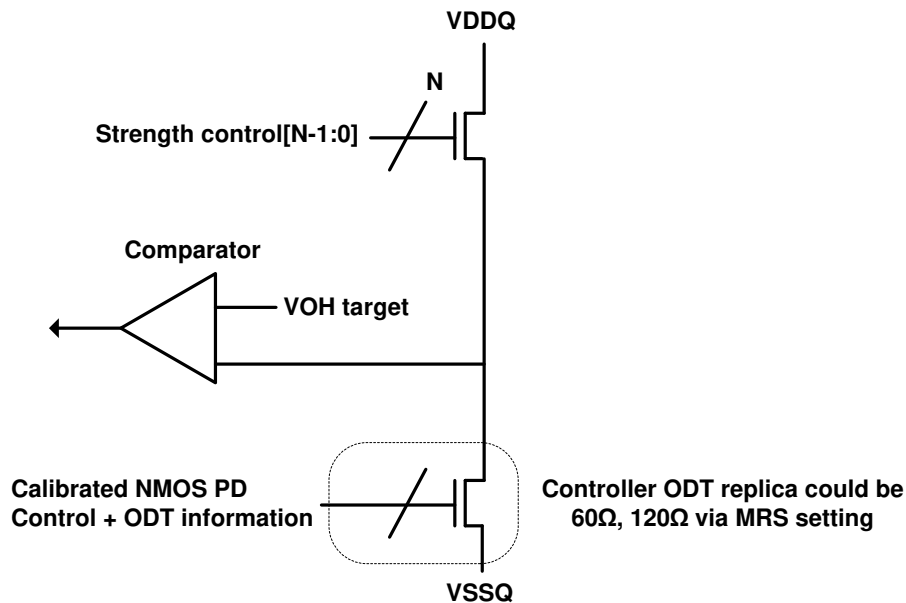 VDDQ
N
Strength control[N-1:0]
Comparator
VOH target
Calibrated NMOS PD
Control + ODT information
Controller ODT replica could be
60Ω, 120Ω via MRS setting
VSSQ